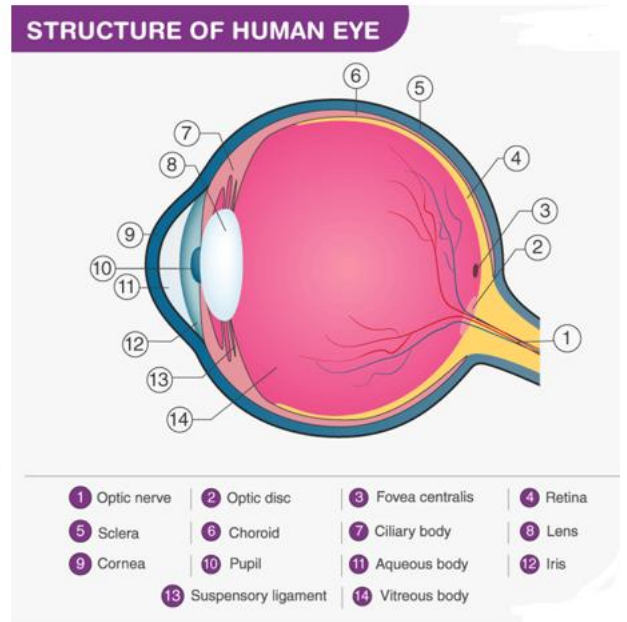 STRUCTURE OF HUMAN EYE
6
5
7
8
4
9
3
2
10
11
1
12
13
14
1 Optic nerve 2 Optic disc 3 Fovea centralis 4 Retina
5 Sclera 6 Choroid 7 Ciliary body 8 Lens
9 Cornea 10 Pupil 11 Aqueous body 12 Iris
13 Suspensory ligament 14 Vitreous body